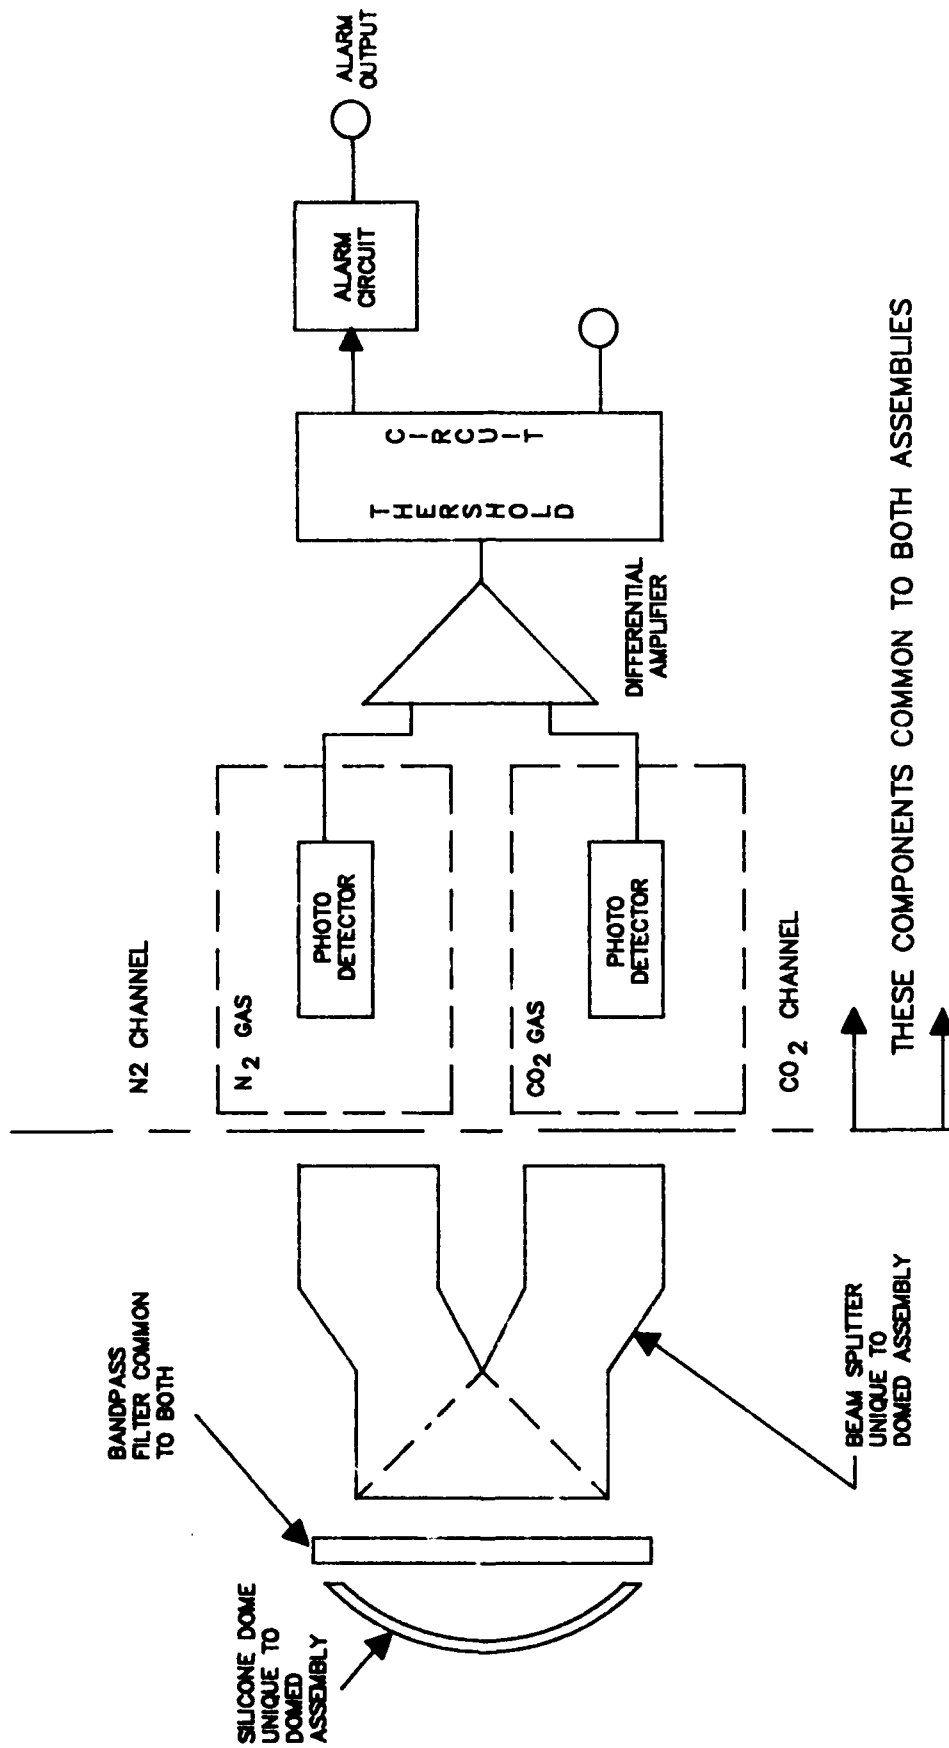 SILICONE DOME
UNIQUE TO
DOMED
ASSEMBLY
BANDPASS
FILTER COMMON
TO BOTH
BEAM SPLITTER
UNIQUE TO
DOMED ASSEMBLY
N2 CHANNEL
N2 GAS
PHOTO
DETECTOR
CO2 GAS
PHOTO
DETECTOR
CO2 CHANNEL
DIFFERENTIAL
AMPLIFIER
THERSHOLD
CIRCUIT
ALARM
CIRCUIT
ALARM
OUTPUT
THESE COMPONENTS COMMON TO BOTH ASSEMBLIES